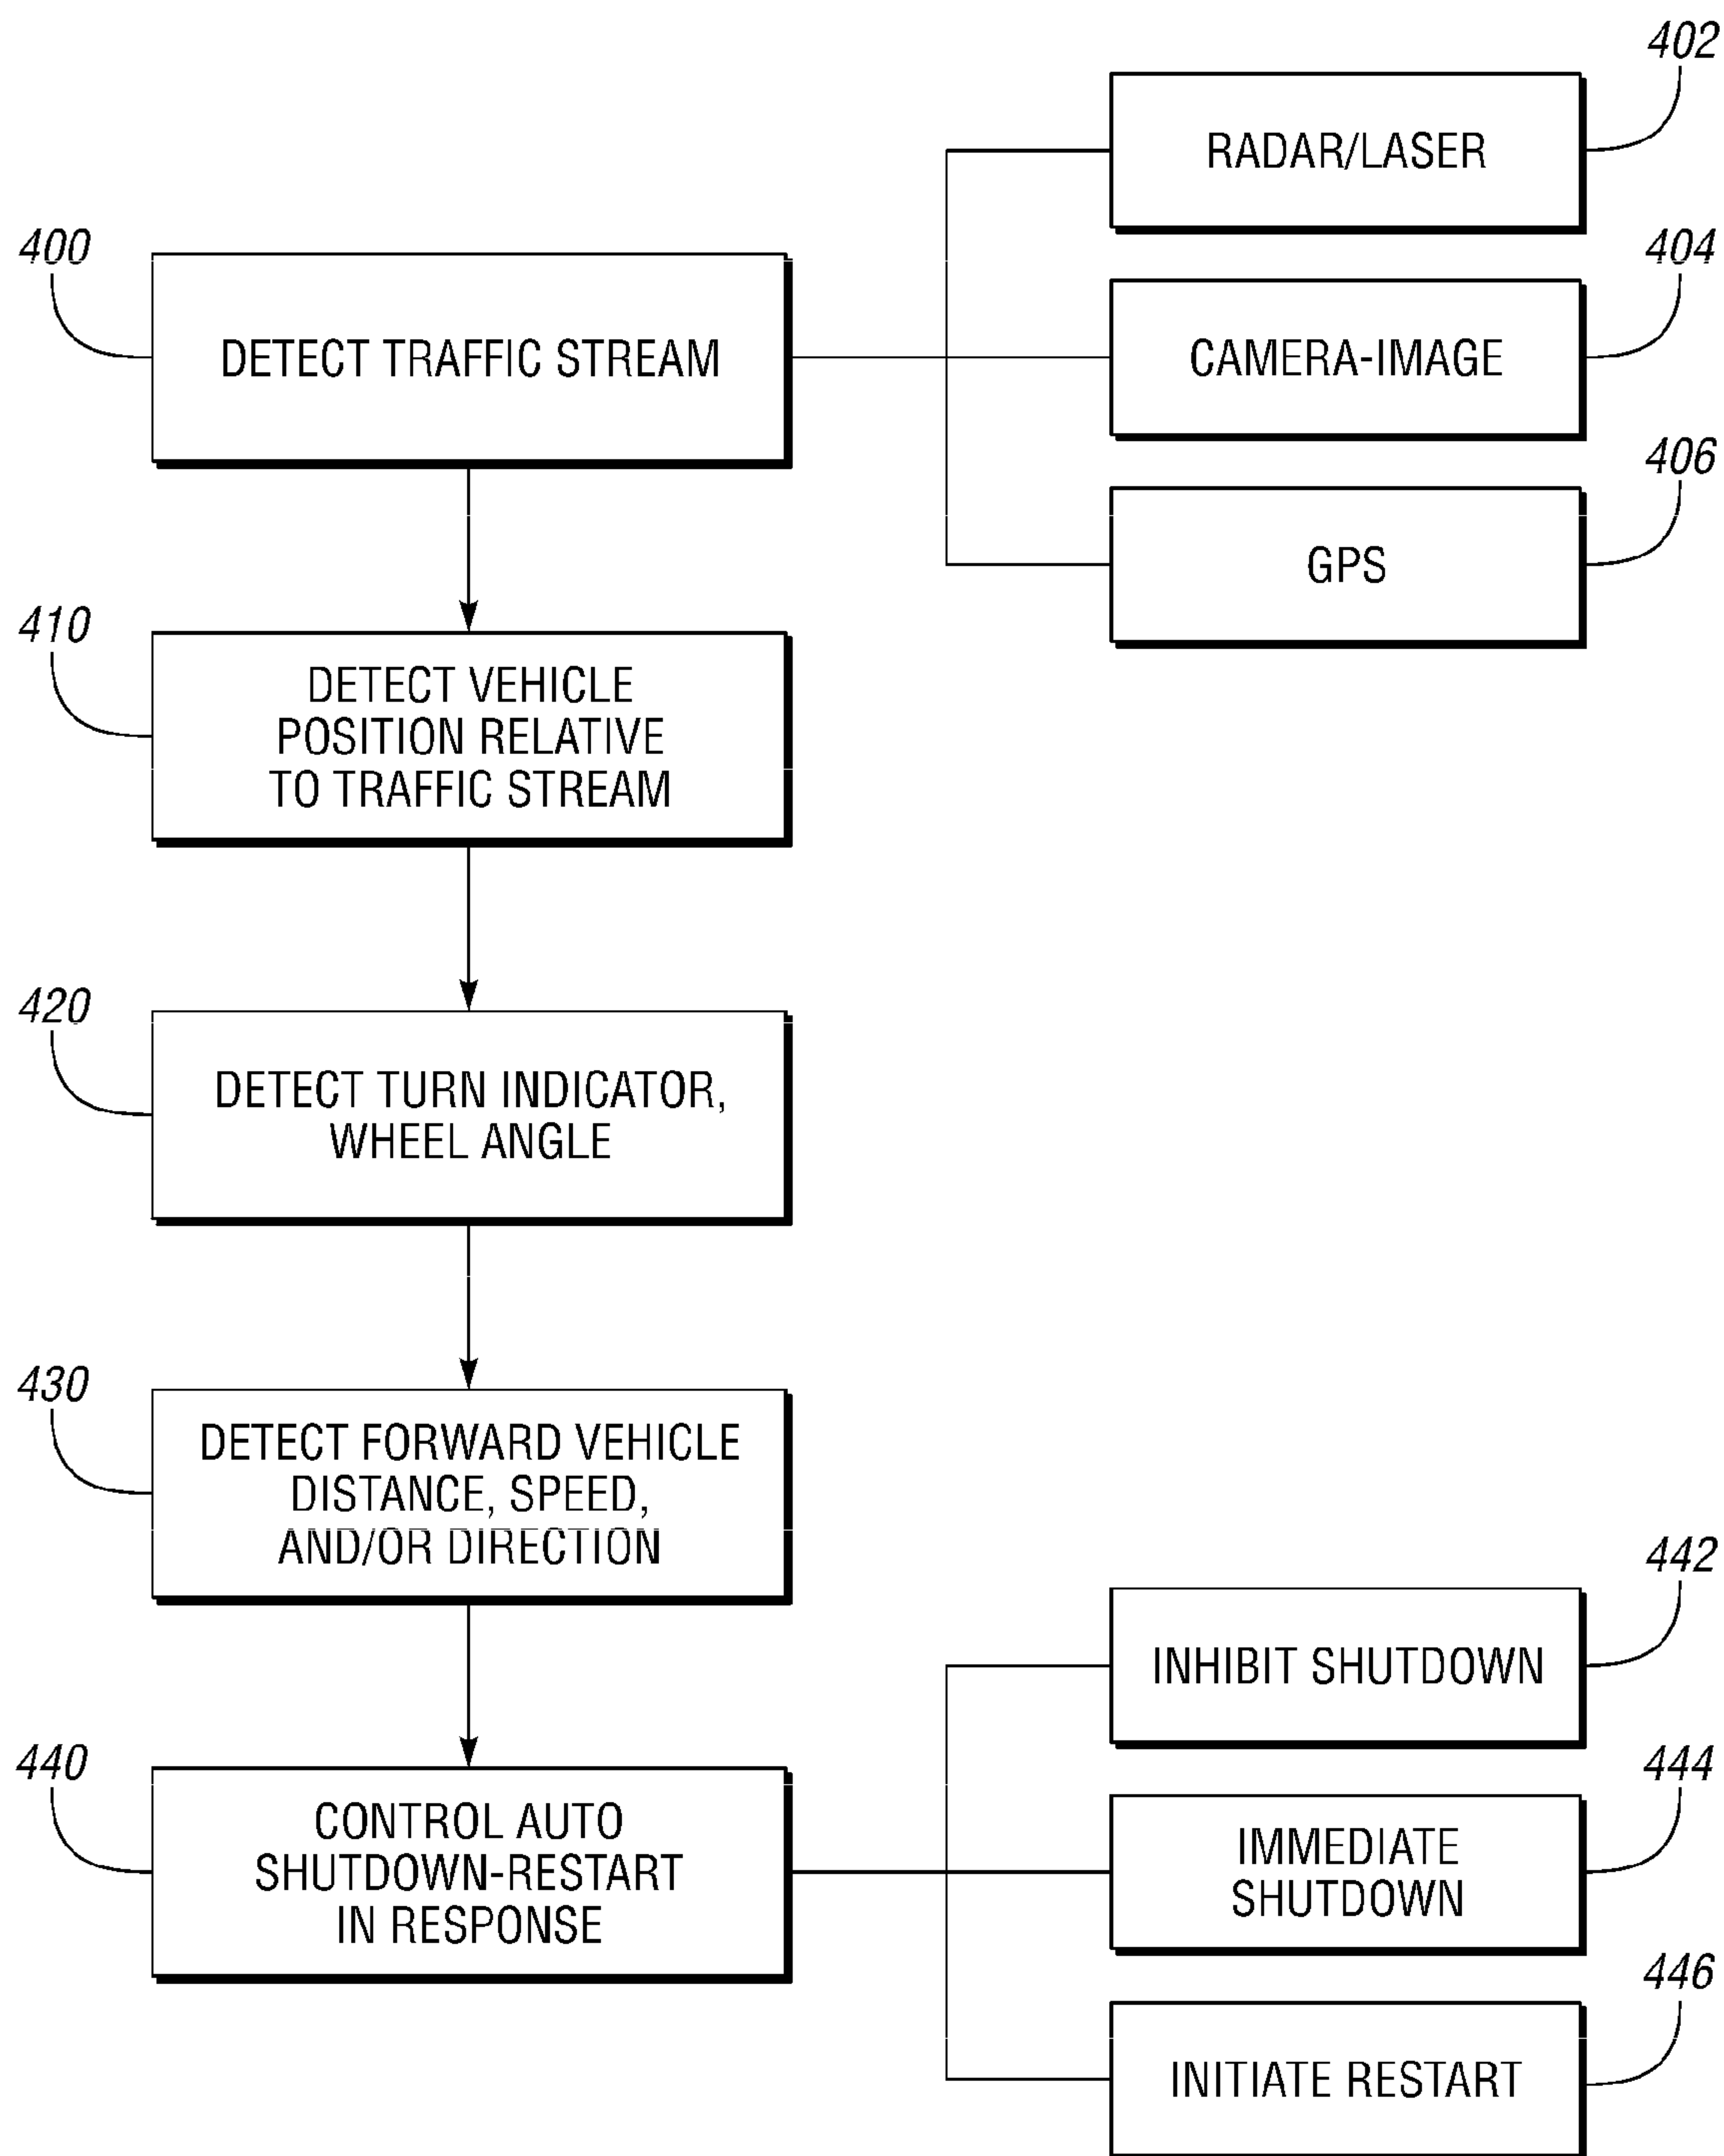 402
RADAR/LASER
400
404
DETECT TRAFFIC STREAM
CAMERA-IMAGE
406
GPS
410
DETECT VEHICLE
POSITION RELATIVE
TO TRAFFIC STREAM
420
DETECT TURN INDICATOR,
WHEEL ANGLE
430
DETECT FORWARD VEHICLE
DISTANCE, SPEED,
AND/OR DIRECTION
442
INHIBIT SHUTDOWN
440
CONTROL AUTO
SHUTDOWN-RESTART
IN RESPONSE
444
IMMEDIATE
SHUTDOWN
446
INITIATE RESTART